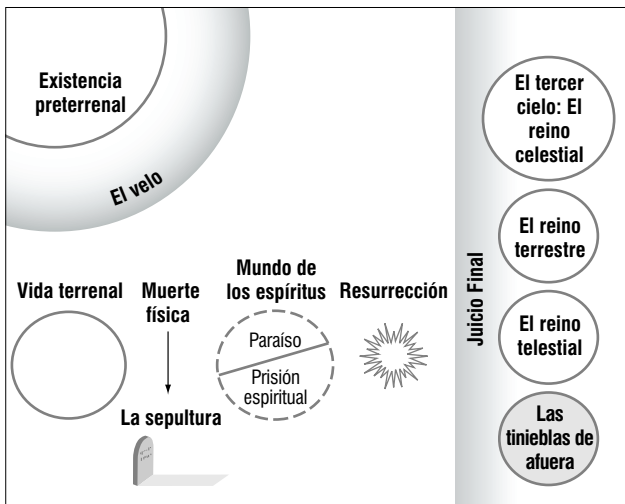 Existencia
preterrenal
El velo
Vida terrenal
Muerte
física
La sepultura
Mundo de
los espíritus
Paraíso
Prisión
espiritual
Resurrección
Juicio Final
El tercer
cielo: El
reino
celestial
El reino
terrestre
El reino
telestial
Las
tinieblas de
afuera